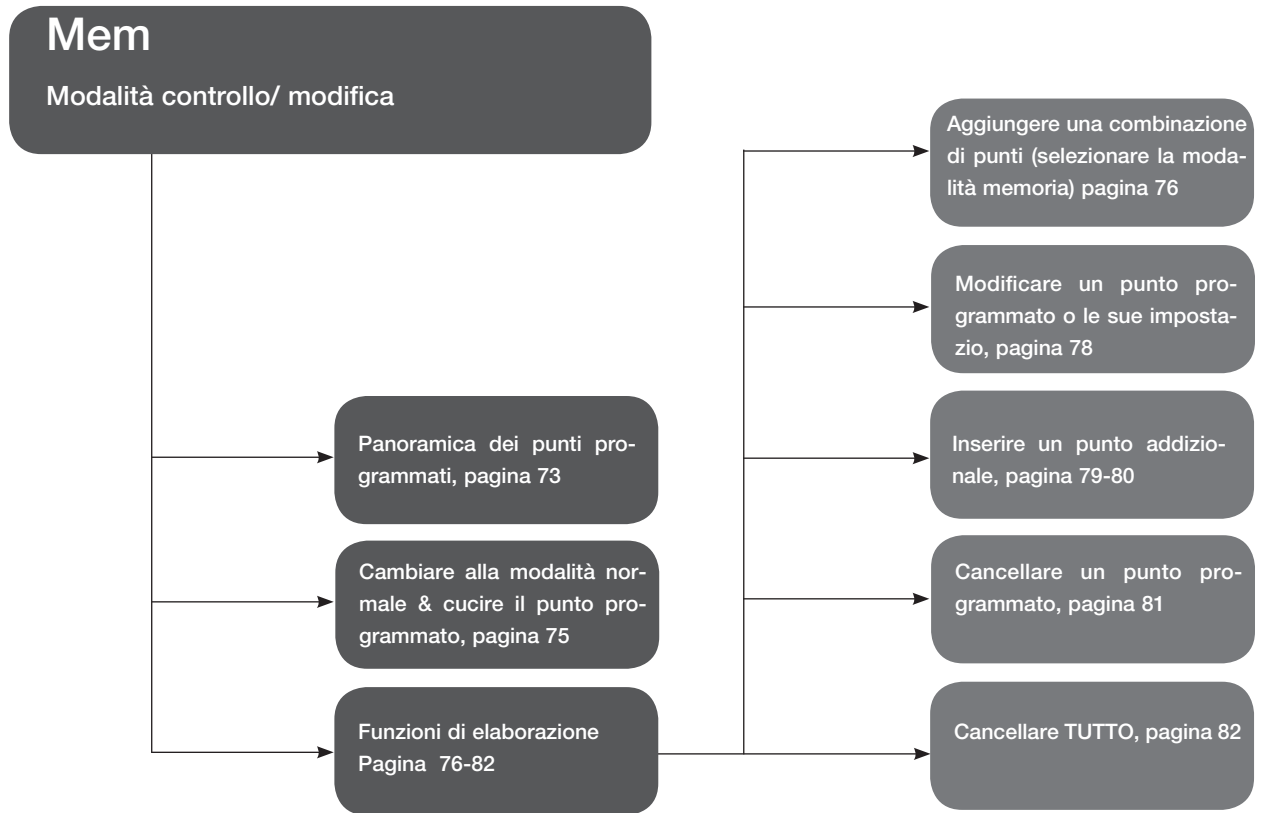 Mem
Modalità controllo/ modifica
Panoramica dei punti pro-
grammati, pagina 73
Cambiare alla modalità nor-
male & cucire il punto pro-
grammato, pagina 75
Funzioni di elaborazione
Pagina  76-82
Aggiungere una combinazione
di punti (selezionare la moda-
lità memoria) pagina 76
Modificare un punto pro-
grammato o le sue imposta-
zio, pagina 78
Inserire un punto addizio-
nale, pagina 79-80
Cancellare un punto pro-
grammato, pagina 81
Cancellare TUTTO, pagina 82